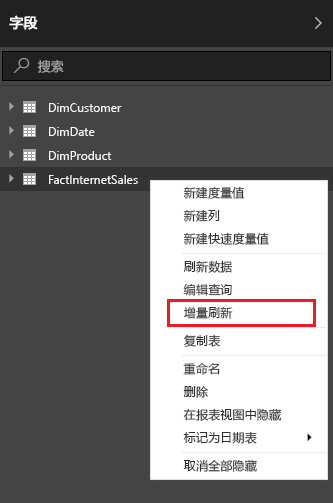 字段
搜索
DimCustomer
DimDate
DimProduct
FactInternetSales
新建度量值
新建列
新建快速度量值
刷新数据
编辑查询
增量刷新
复制表
重命名
删除
在报表视图中隐藏
标记为日期表
取消全部隐藏